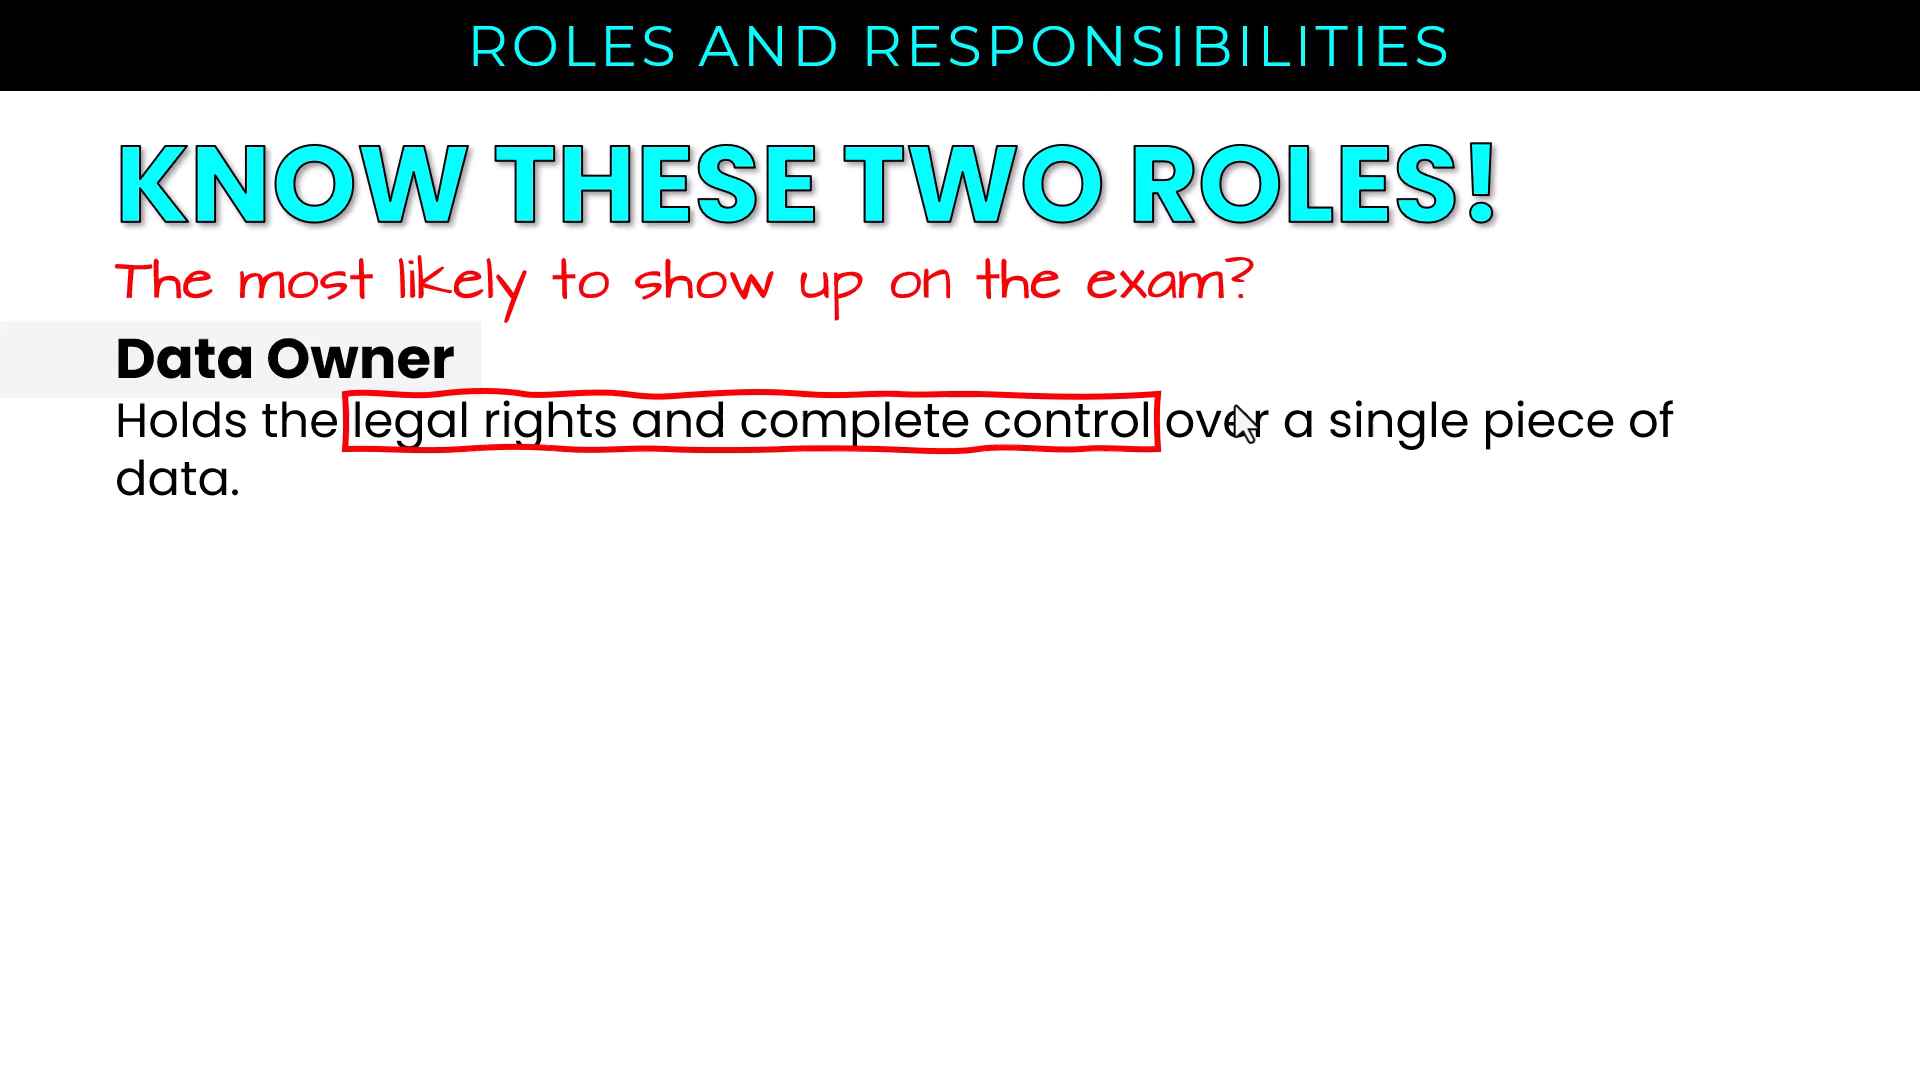 ROLES AND RESPONSIBILITIES
KNOW THESE TWO ROLES!
The most likely to show up on the exam?
Data Owner
Holds the legal rights and complete control over a single piece of
data.